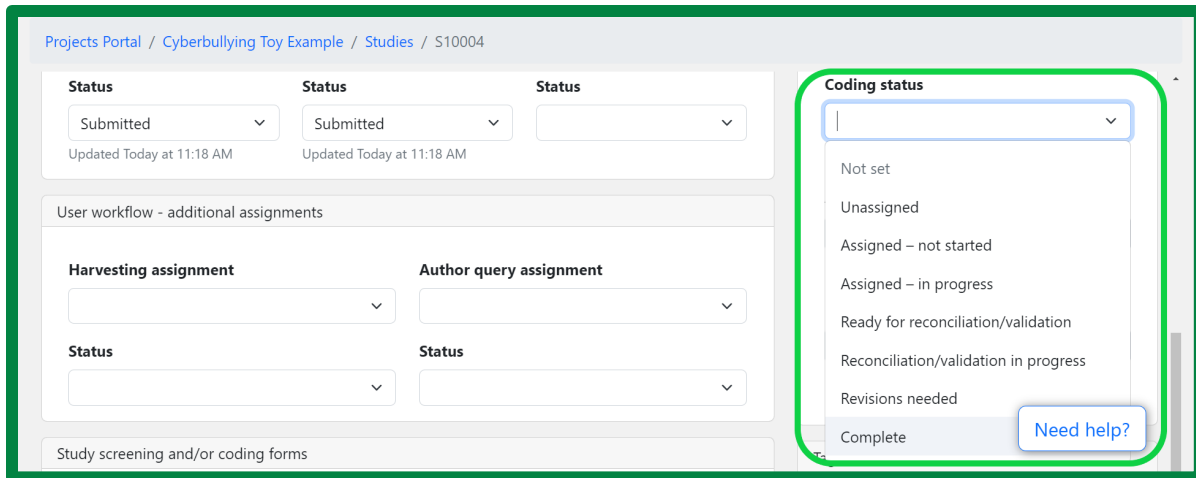 Projects Portal / Cyberbullying Toy Example / Studies / S10004
Status Status Status
Submitted Submitted
Updated Today at 11:18 AM Updated Today at 11:18 AM
User workflow - additional assignments
Harvesting assignment Author query assignment
Status Status
Study screening and/or coding forms
Coding status
Not set
Unassigned
Assigned – not started
Assigned – in progress
Ready for reconciliation/validation
Reconciliation/validation in progress
Revisions needed
Complete
Need help?